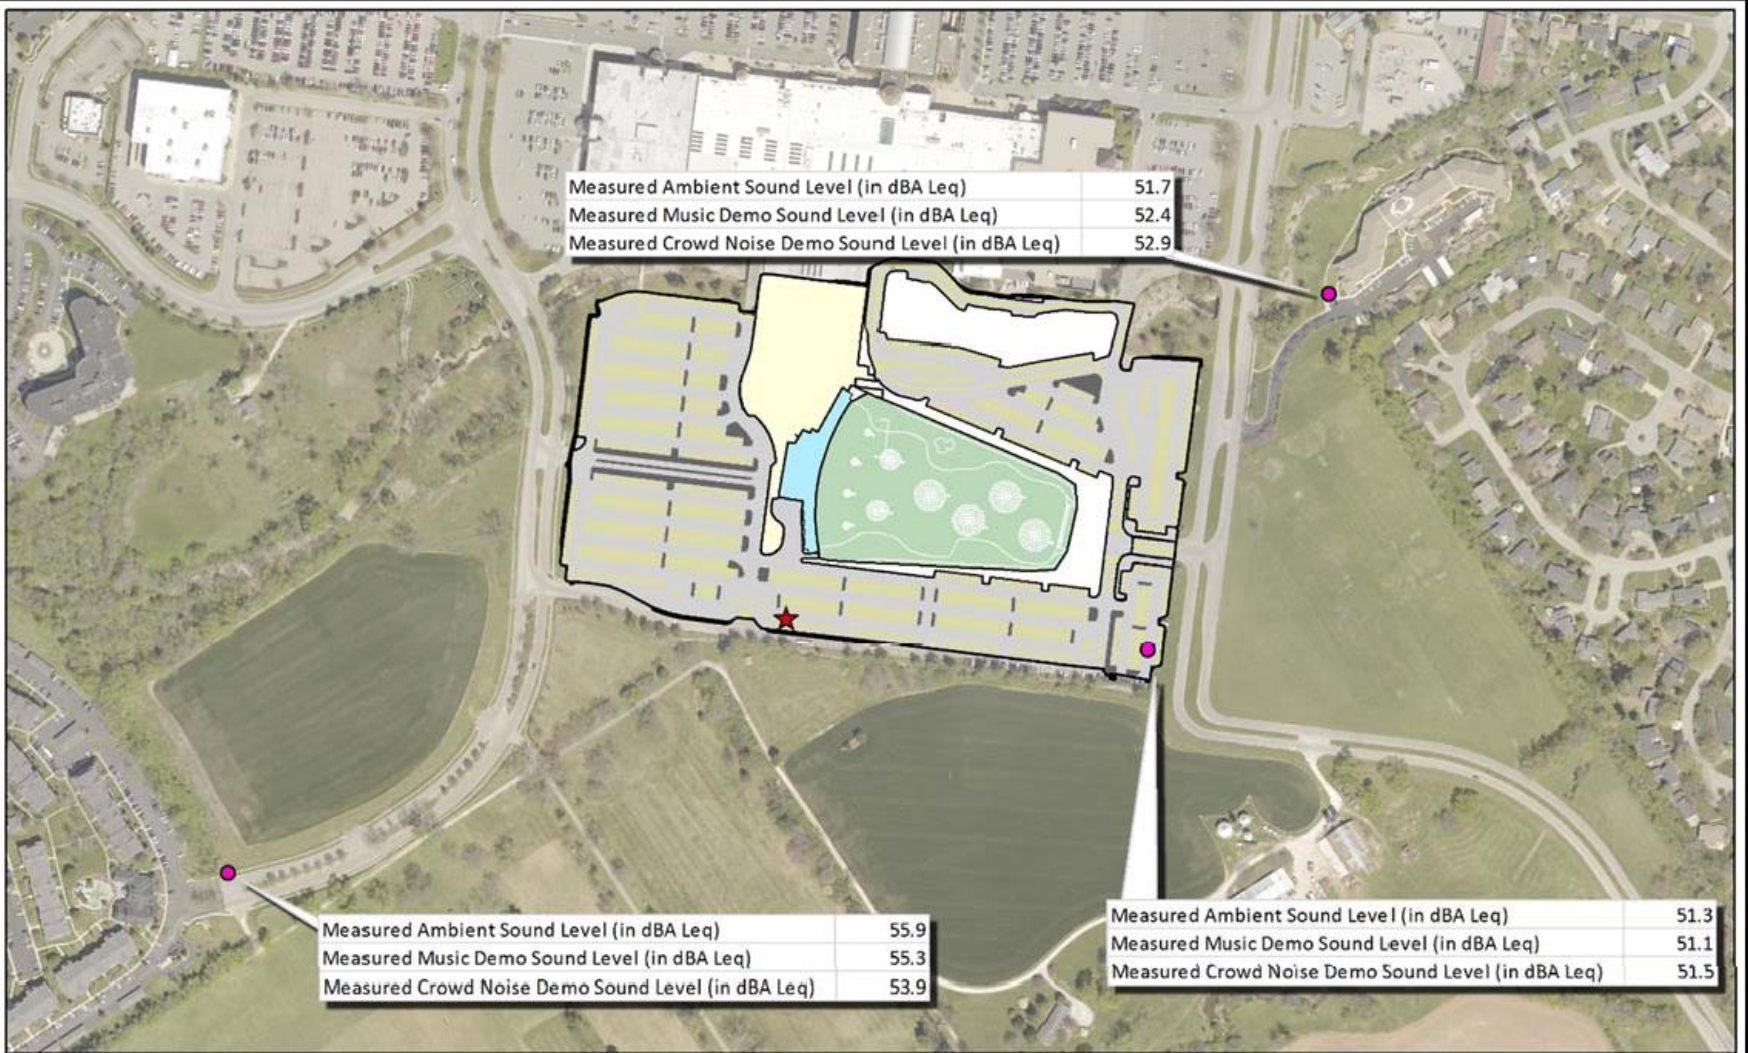 Measured Ambient Sound Level (in dBA Leq) 51.7
Measured Music Demo Sound Level (in dBA Leq) 52.4
Measured Crowd Noise Demo Sound Level (in dBA Leq) 52.9
Measured Ambient Sound Level (in dBA Leq) 55.9
Measured Music Demo Sound Level (in dBA Leq) 55.3
Measured Crowd Noise Demo Sound Level (in dBA Leq) 53.9
Measured Ambient Sound Level (in dBA Leq) 51.3
Measured Music Demo Sound Level (in dBA Leq) 51.1
Measured Crowd Noise Demo Sound Level (in dBA Leq) 51.5